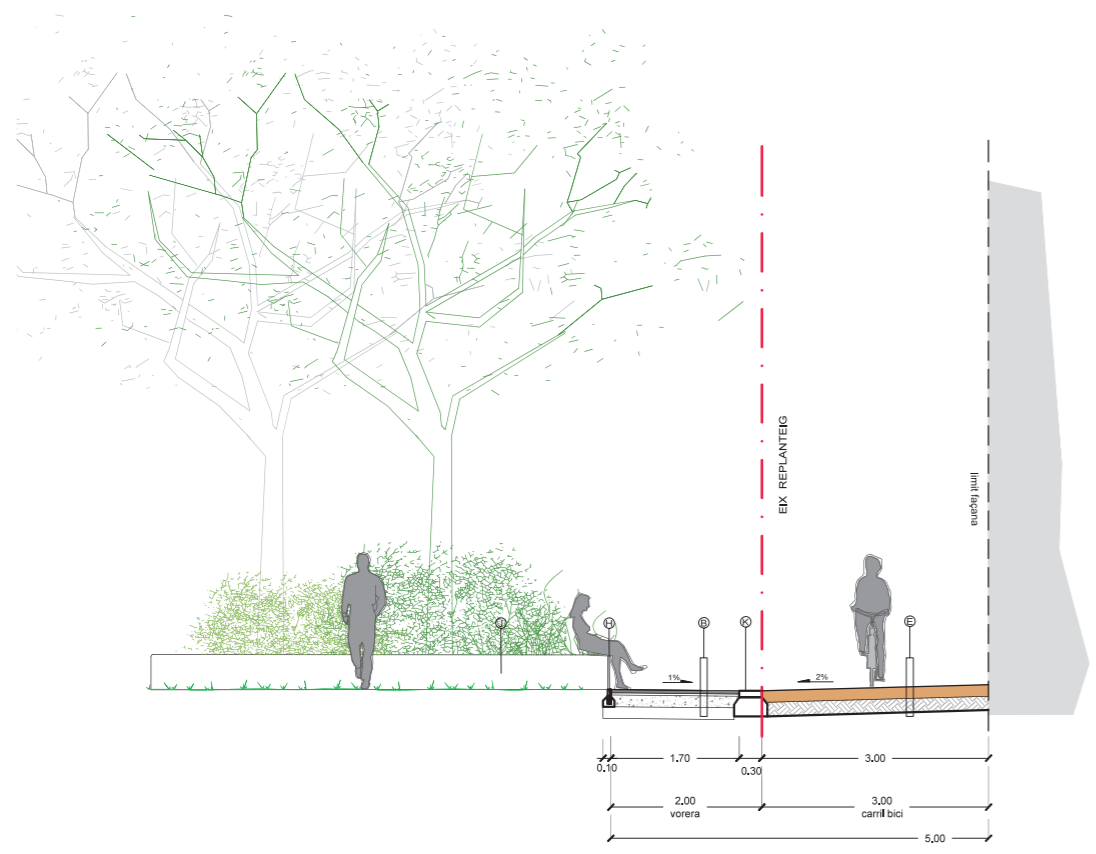 EIX REPLANTEIG
límit façana
J
H
B
K
E
1%
2%
0.10
1.70
0.30
3.00
2.00
vorera
3.00
carril bici
5.00